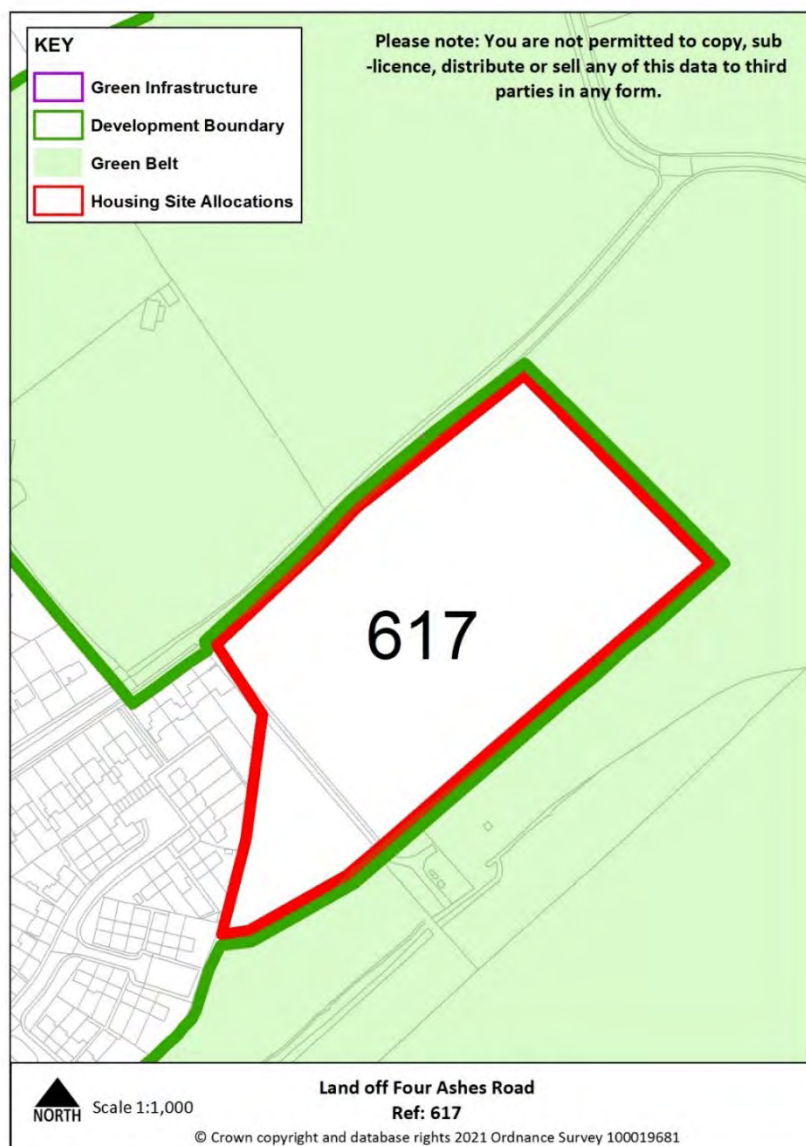 KEY
Green Infrastructure
Development Boundary
Green Belt
Housing Site Allocations
Please note: You are not permitted to copy, sub
-licence, distribute or sell any of this data to third
parties in any form.
617
NORTH
Scale 1:1,000
Land off Four Ashes Road
Ref: 617
© Crown copyright and database rights 2021 Ordnance Survey 100019681